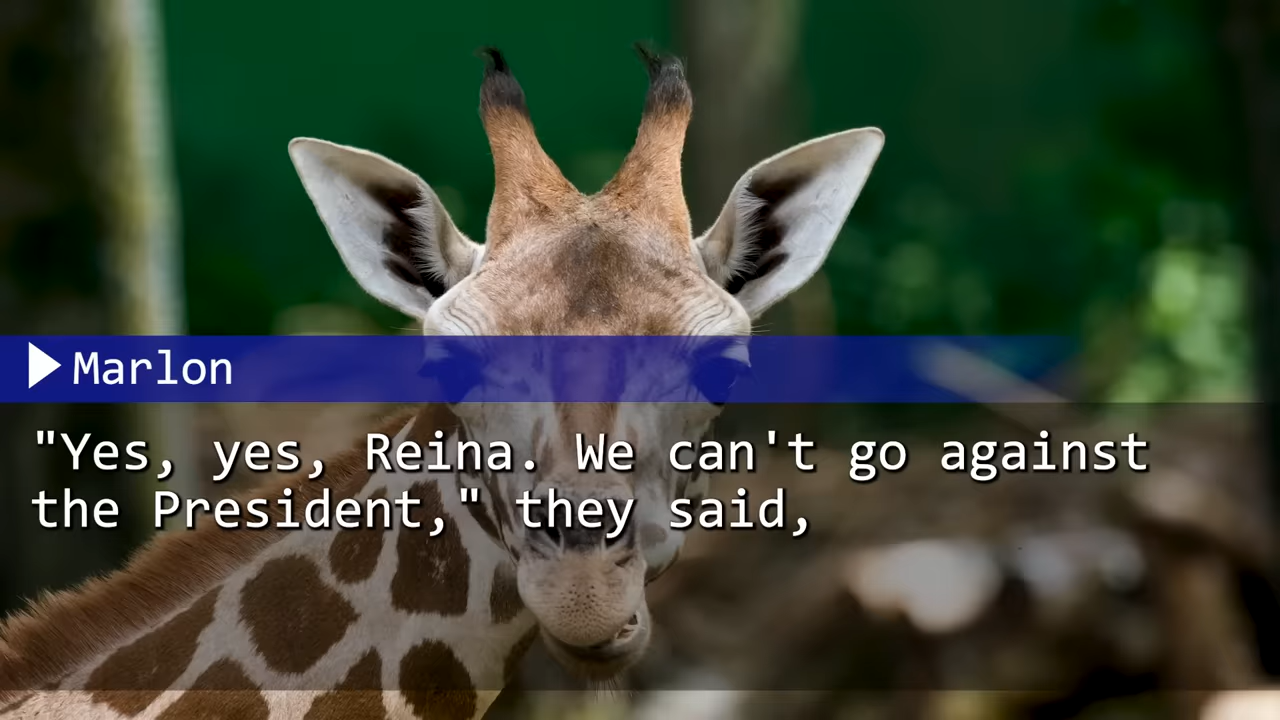 Marlon
"Yes, yes, Reina. We can't go against
the President," they said,